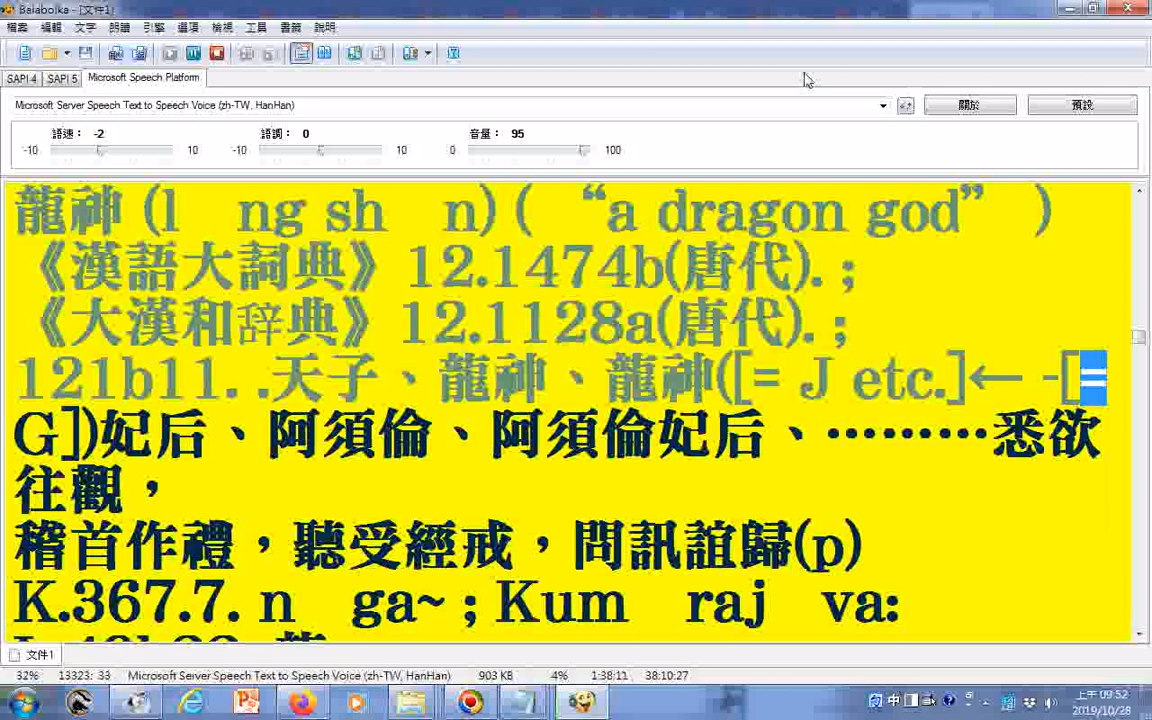 Balabolka - [文件1]
檔案 編輯 文字 朗讀 引擎 選項 檢視 工具 書籤 說明
SAPI 4 SAPI 5 Microsoft Speech Platform
Microsoft Server Speech Text to Speech Voice (zh-TW, HanHan) 關於 預設
語速： -2 語調： 0 音量： 95
-10 10 -10 10 0 100
龍神 (l ng sh n) ( “a dragon god” )
《漢語大詞典》 12.1474b(唐代). ;
《大漢和辞典》 12.1128a(唐代). ;
121b11. .天子、龍神、龍神([= J etc.]← -[=
G])妃后、阿須倫、阿須倫妃后、………悉欲
往觀，
稽首作禮，聽受經戒，問訊誼歸(p)
K.367.7. n ga~ ; Kum raj va:
文件1
32% 13323: 33 Microsoft Server Speech Text to Speech Voice (zh-TW, HanHan) 903 KB 4% 1:38:11 38:10:27
中 上午 09:52
2019/10/28